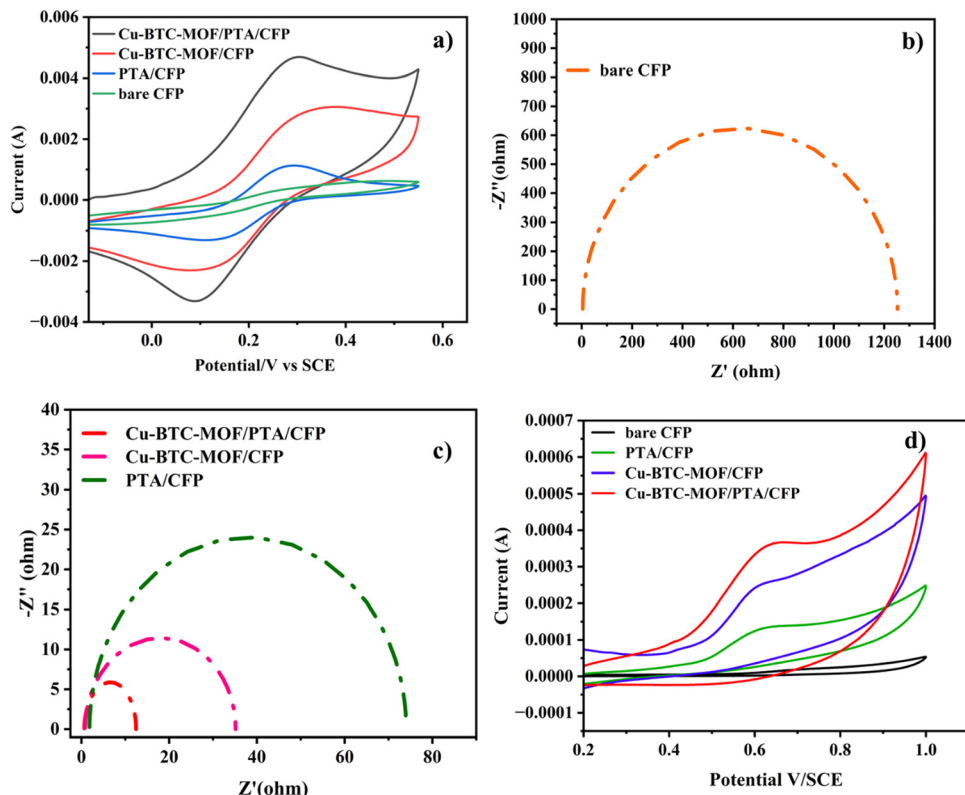 a)
Cu-BTC-MOF/PTA/CFP
Cu-BTC-MOF/CFP
PTA/CFP
bare CFP
0.006
0.004
0.002
0.000
−0.002
−0.004
Current (A)
0.0 0.2 0.4 0.6
Potential/V vs SCE
b)
bare CFP
1000
900
800
700
600
500
400
300
200
100
0
-Z"(ohm)
0 200 400 600 800 1000 1200 1400
Z' (ohm)
c)
Cu-BTC-MOF/PTA/CFP
Cu-BTC-MOF/CFP
PTA/CFP
40
35
30
25
20
15
10
5
0
-Z" (ohm)
0 20 40 60 80
Z'(ohm)
d)
bare CFP
PTA/CFP
Cu-BTC-MOF/CFP
Cu-BTC-MOF/PTA/CFP
0.0007
0.0006
0.0005
0.0004
0.0003
0.0002
0.0001
0.0000
-0.0001
Current (A)
0.2 0.4 0.6 0.8 1.0
Potential V/SCE